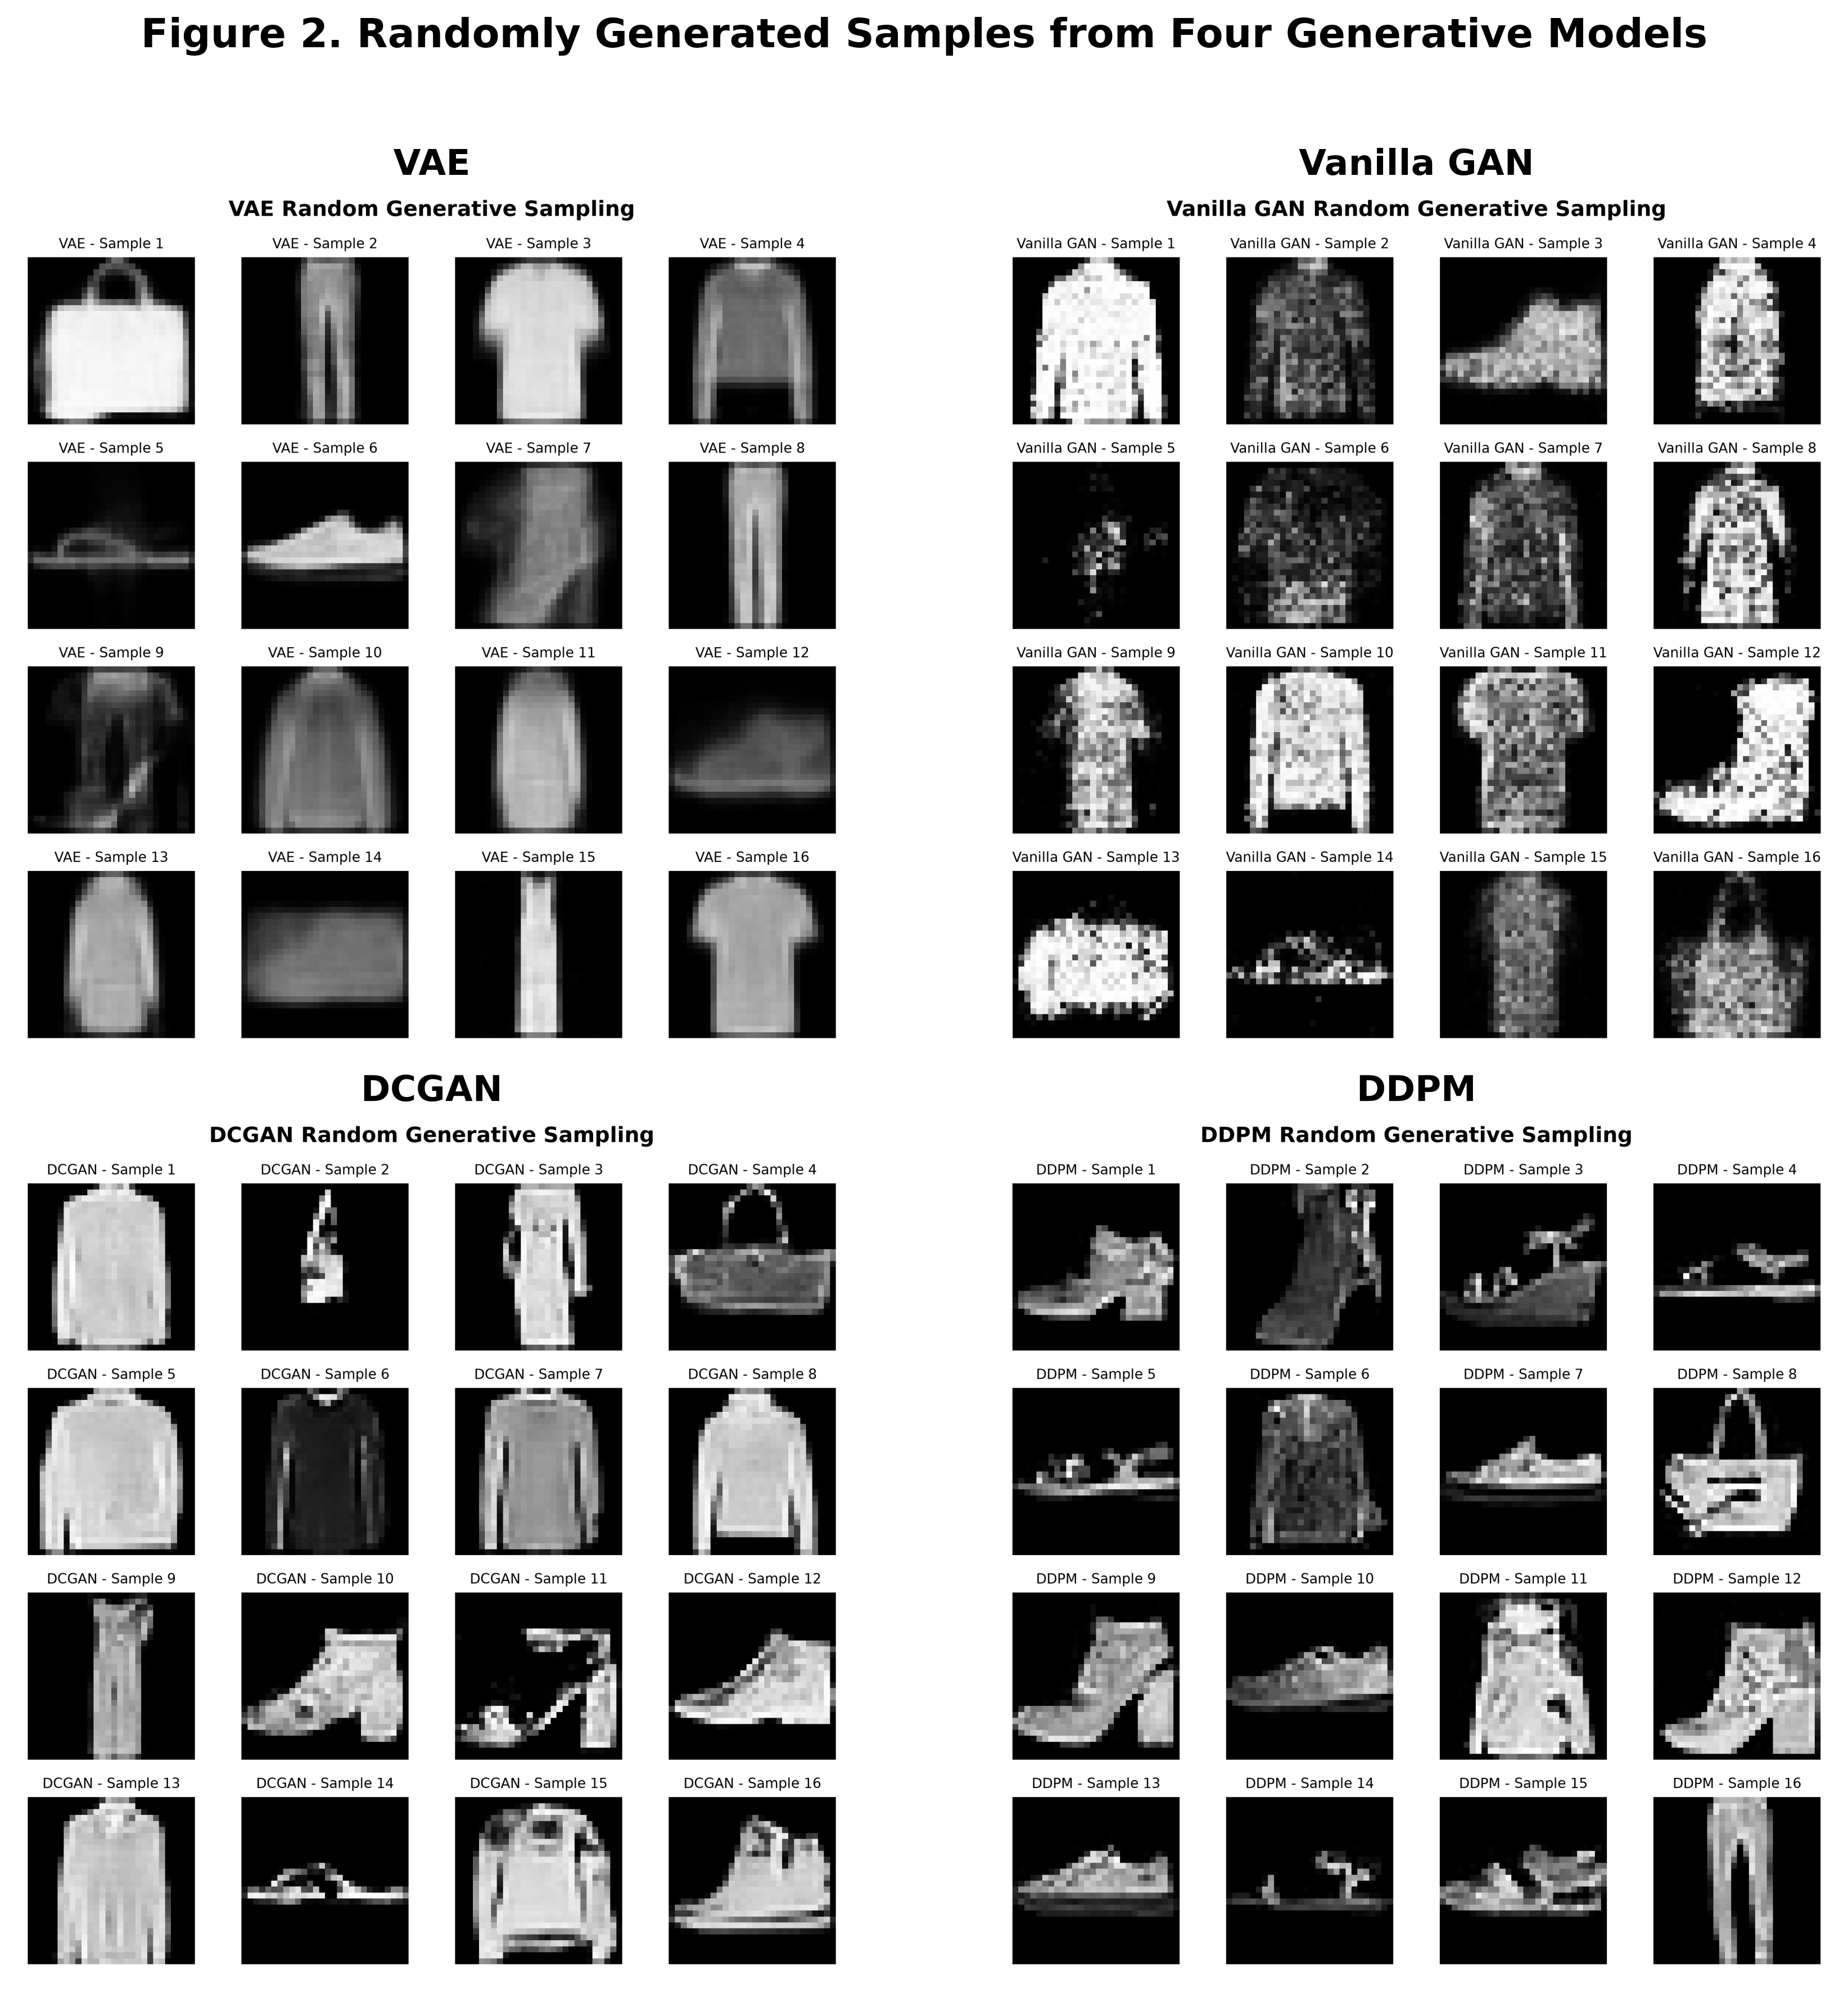 Figure 2. Randomly Generated Samples from Four Generative Models
VAE
VAE Random Generative Sampling
VAE - Sample 1
VAE - Sample 2
VAE - Sample 3
VAE - Sample 4
VAE - Sample 5
VAE - Sample 6
VAE - Sample 7
VAE - Sample 8
VAE - Sample 9
VAE - Sample 10
VAE - Sample 11
VAE - Sample 12
VAE - Sample 13
VAE - Sample 14
VAE - Sample 15
VAE - Sample 16
Vanilla GAN
Vanilla GAN Random Generative Sampling
Vanilla GAN - Sample 1
Vanilla GAN - Sample 2
Vanilla GAN - Sample 3
Vanilla GAN - Sample 4
Vanilla GAN - Sample 5
Vanilla GAN - Sample 6
Vanilla GAN - Sample 7
Vanilla GAN - Sample 8
Vanilla GAN - Sample 9
Vanilla GAN - Sample 10
Vanilla GAN - Sample 11
Vanilla GAN - Sample 12
Vanilla GAN - Sample 13
Vanilla GAN - Sample 14
Vanilla GAN - Sample 15
Vanilla GAN - Sample 16
DCGAN
DCGAN Random Generative Sampling
DCGAN - Sample 1
DCGAN - Sample 2
DCGAN - Sample 3
DCGAN - Sample 4
DCGAN - Sample 5
DCGAN - Sample 6
DCGAN - Sample 7
DCGAN - Sample 8
DCGAN - Sample 9
DCGAN - Sample 10
DCGAN - Sample 11
DCGAN - Sample 12
DCGAN - Sample 13
DCGAN - Sample 14
DCGAN - Sample 15
DCGAN - Sample 16
DDPM
DDPM Random Generative Sampling
DDPM - Sample 1
DDPM - Sample 2
DDPM - Sample 3
DDPM - Sample 4
DDPM - Sample 5
DDPM - Sample 6
DDPM - Sample 7
DDPM - Sample 8
DDPM - Sample 9
DDPM - Sample 10
DDPM - Sample 11
DDPM - Sample 12
DDPM - Sample 13
DDPM - Sample 14
DDPM - Sample 15
DDPM - Sample 16